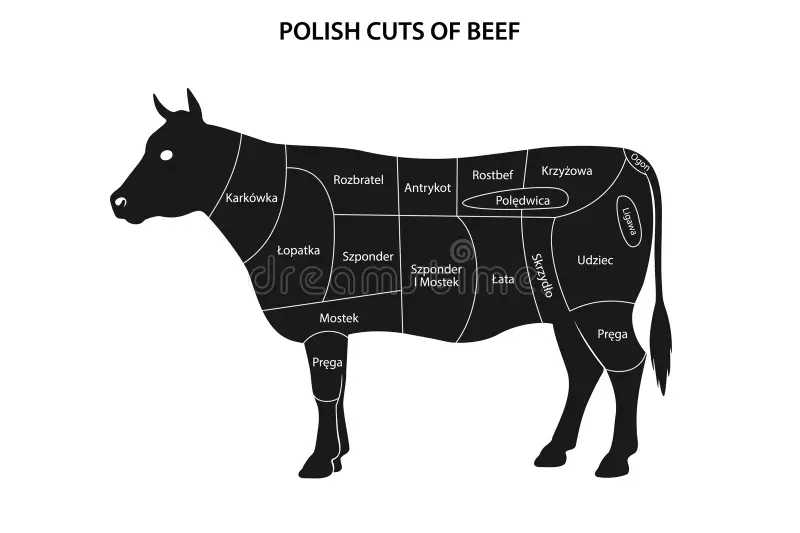 POLISH CUTS OF BEEF
Karkówka
Rozbratel
Antrykot
Rostbef
Krzyżowa
Ogon
Polędwica
Ligawa
Łopatka
Szponder
Szponder
I Mostek
Łata
Skrzydło
Udziec
Mostek
Pręga
Pręga
dreamstime